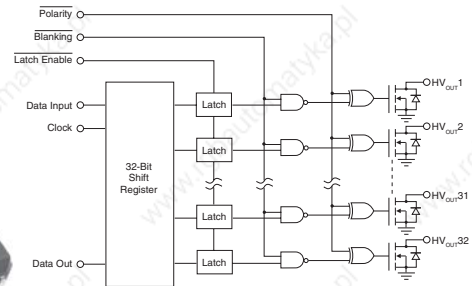 Polarity
Blanking
Latch Enable
Data Input
Clock
Data Out
32-Bit
Shift
Register
Latch
Latch
Latch
Latch
HVOUT1
HVOUT2
HVOUT31
HVOUT32